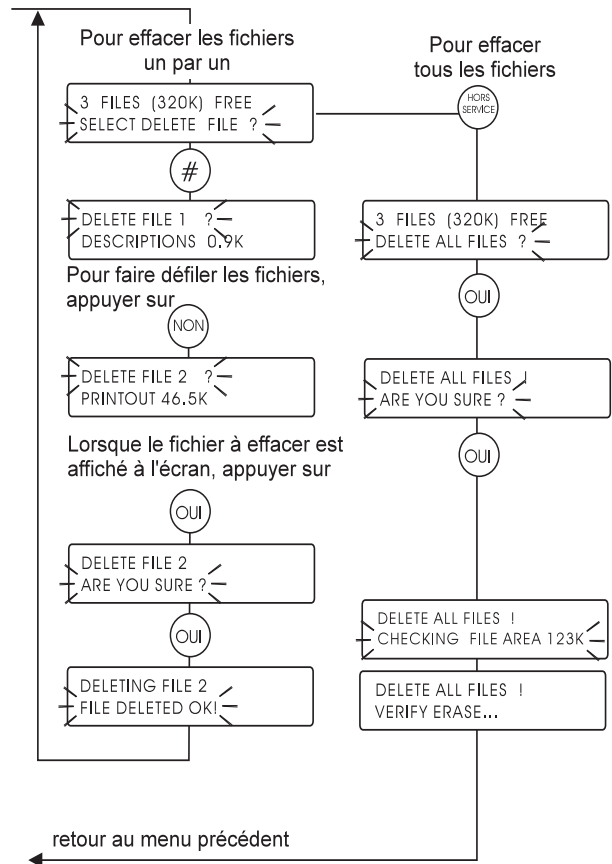 Pour effacer les fichiers
un par un
3 FILES (320K) FREE
SELECT DELETE FILE ?
#
DELETE FILE 1 ?
DESCRIPTIONS 0.9K
Pour faire défiler les fichiers,
appuyer sur
NON
DELETE FILE 2 ?
PRINTOUT 46.5K
Lorsque le fichier à effacer est
affiché à l'écran, appuyer sur
OUI
DELETE FILE 2
ARE YOU SURE ?
OUI
DELETING FILE 2
FILE DELETED OK!
Pour effacer
tous les fichiers
HORS
SERVICE
3 FILES (320K) FREE
DELETE ALL FILES ?
OUI
DELETE ALL FILES !
ARE YOU SURE ?
OUI
DELETE ALL FILES !
CHECKING FILE AREA 123K
DELETE ALL FILES !
VERIFY ERASE...
retour au menu précédent